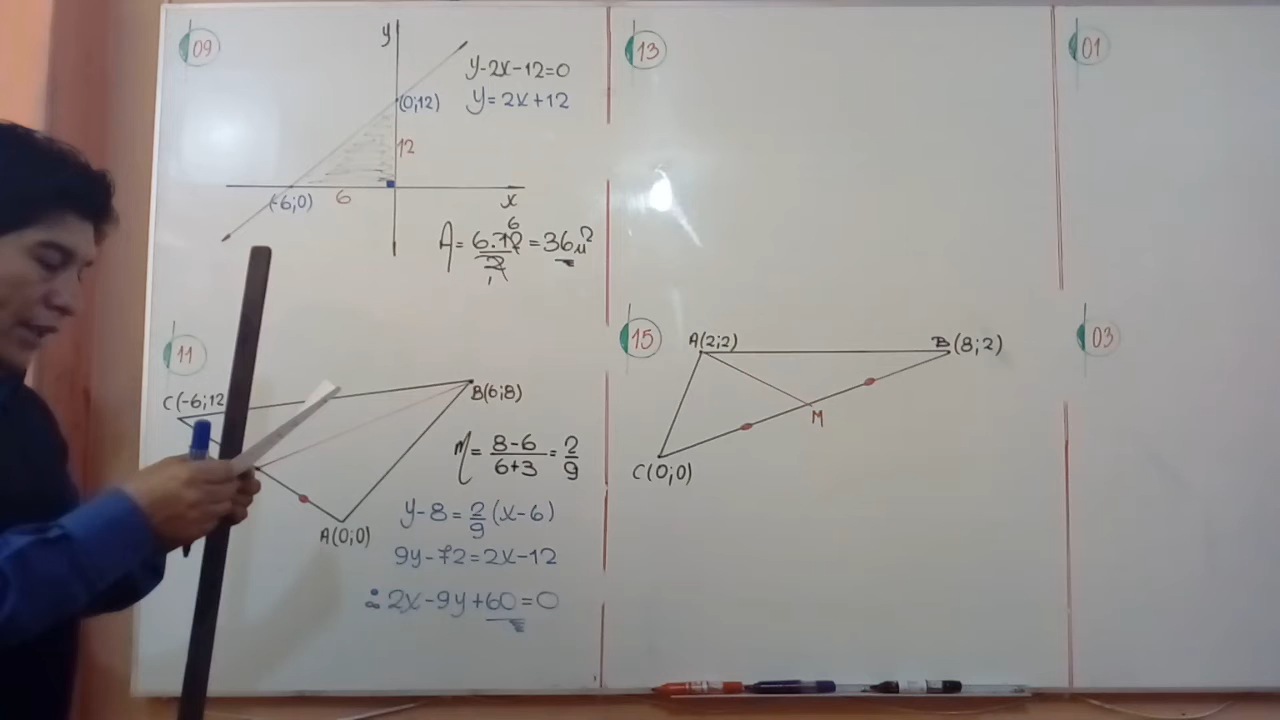 09
y
y-2x-12=0
y=2x+12
(0;12)
12
(-6;0)
6
x
A=6.12/2=36u²
6
1
11
C(-6;12
B(6;8)
m=8-6/6+3=2/9
A(0;0)
y-8=2/9(x-6)
9y-72=2x-12
∴2x-9y+60=0
13
15
A(2;2)
B(8;2)
M
C(0;0)
01
03